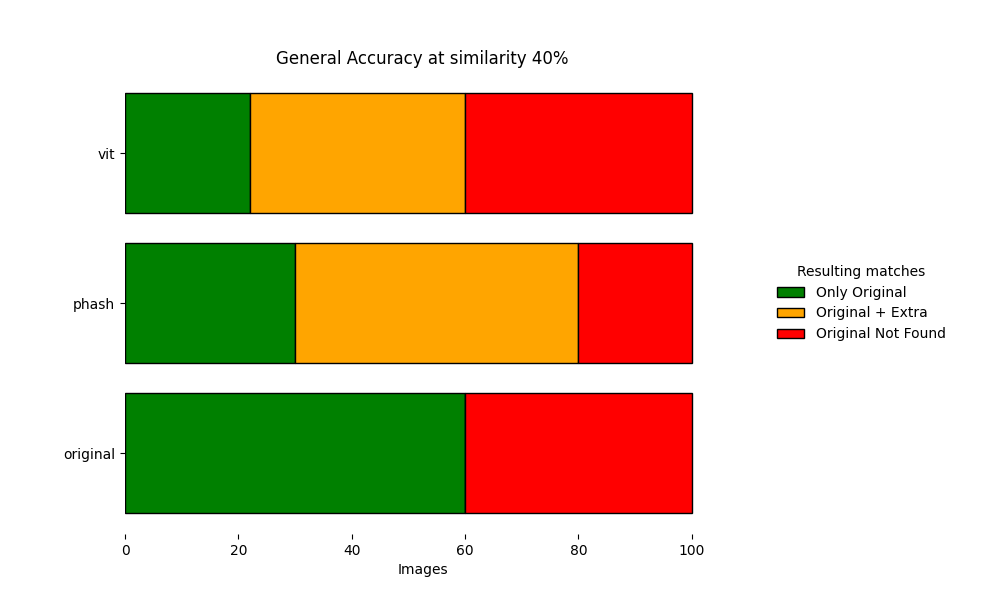 General Accuracy at similarity 40%
vit
phash
original
0 20 40 60 80 100
Images
Resulting matches
Only Original
Original + Extra
Original Not Found